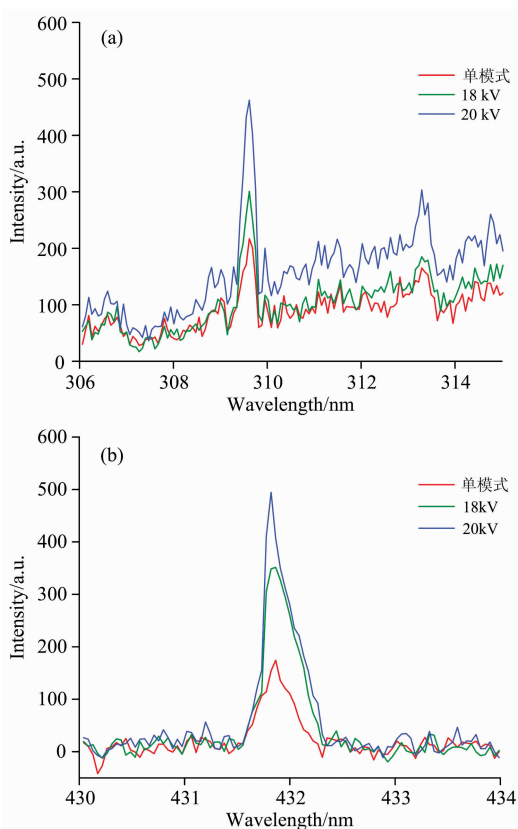 600
(a)
500
单模式
18 kV
20 kV
400
300
200
100
0
Intensity/a.u.
306
308
310
312
314
Wavelength/nm
600
(b)
500
单模式
18kV
20kV
400
300
200
100
0
Intensity/a.u.
430
431
432
433
434
Wavelength/nm